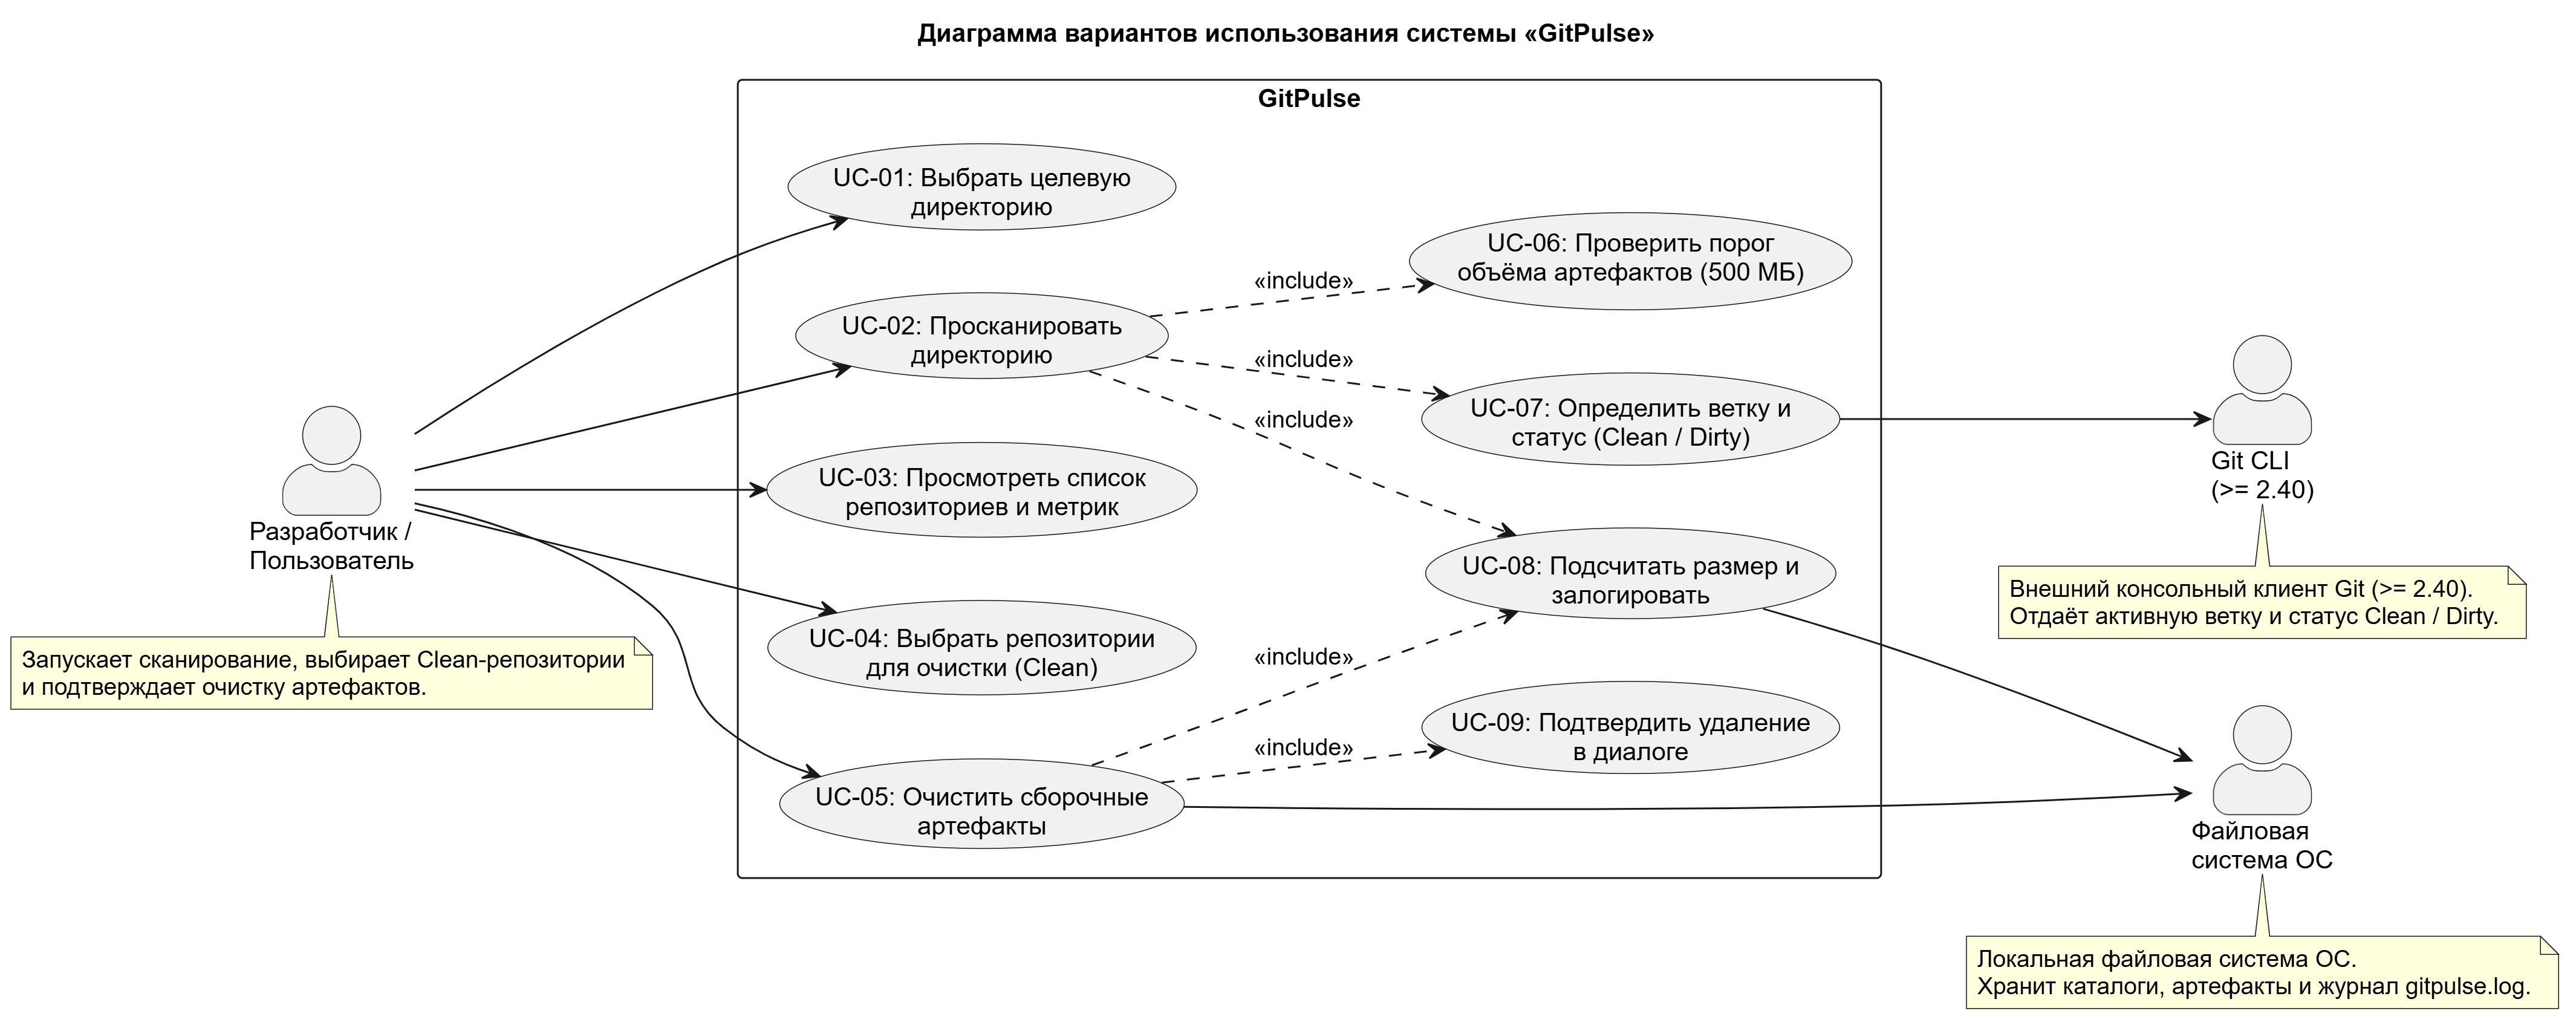 Диаграмма вариантов использования системы «GitPulse»
GitPulse
UC-01: Выбрать целевую
директорию
UC-02: Просканировать
директорию
UC-03: Просмотреть список
репозиториев и метрик
UC-04: Выбрать репозитории
для очистки (Clean)
UC-05: Очистить сборочные
артефакты
«include»
«include»
«include»
«include»
«include»
UC-06: Проверить порог
объёма артефактов (500 МБ)
UC-07: Определить ветку и
статус (Clean / Dirty)
UC-08: Подсчитать размер и
залогировать
UC-09: Подтвердить удаление
в диалоге
Разработчик /
Пользователь
Запускает сканирование, выбирает Clean-репозитории
и подтверждает очистку артефактов.
Git CLI
(>= 2.40)
Внешний консольный клиент Git (>= 2.40).
Отдаёт активную ветку и статус Clean / Dirty.
Файловая
система ОС
Локальная файловая система ОС.
Хранит каталоги, артефакты и журнал gitpulse.log.